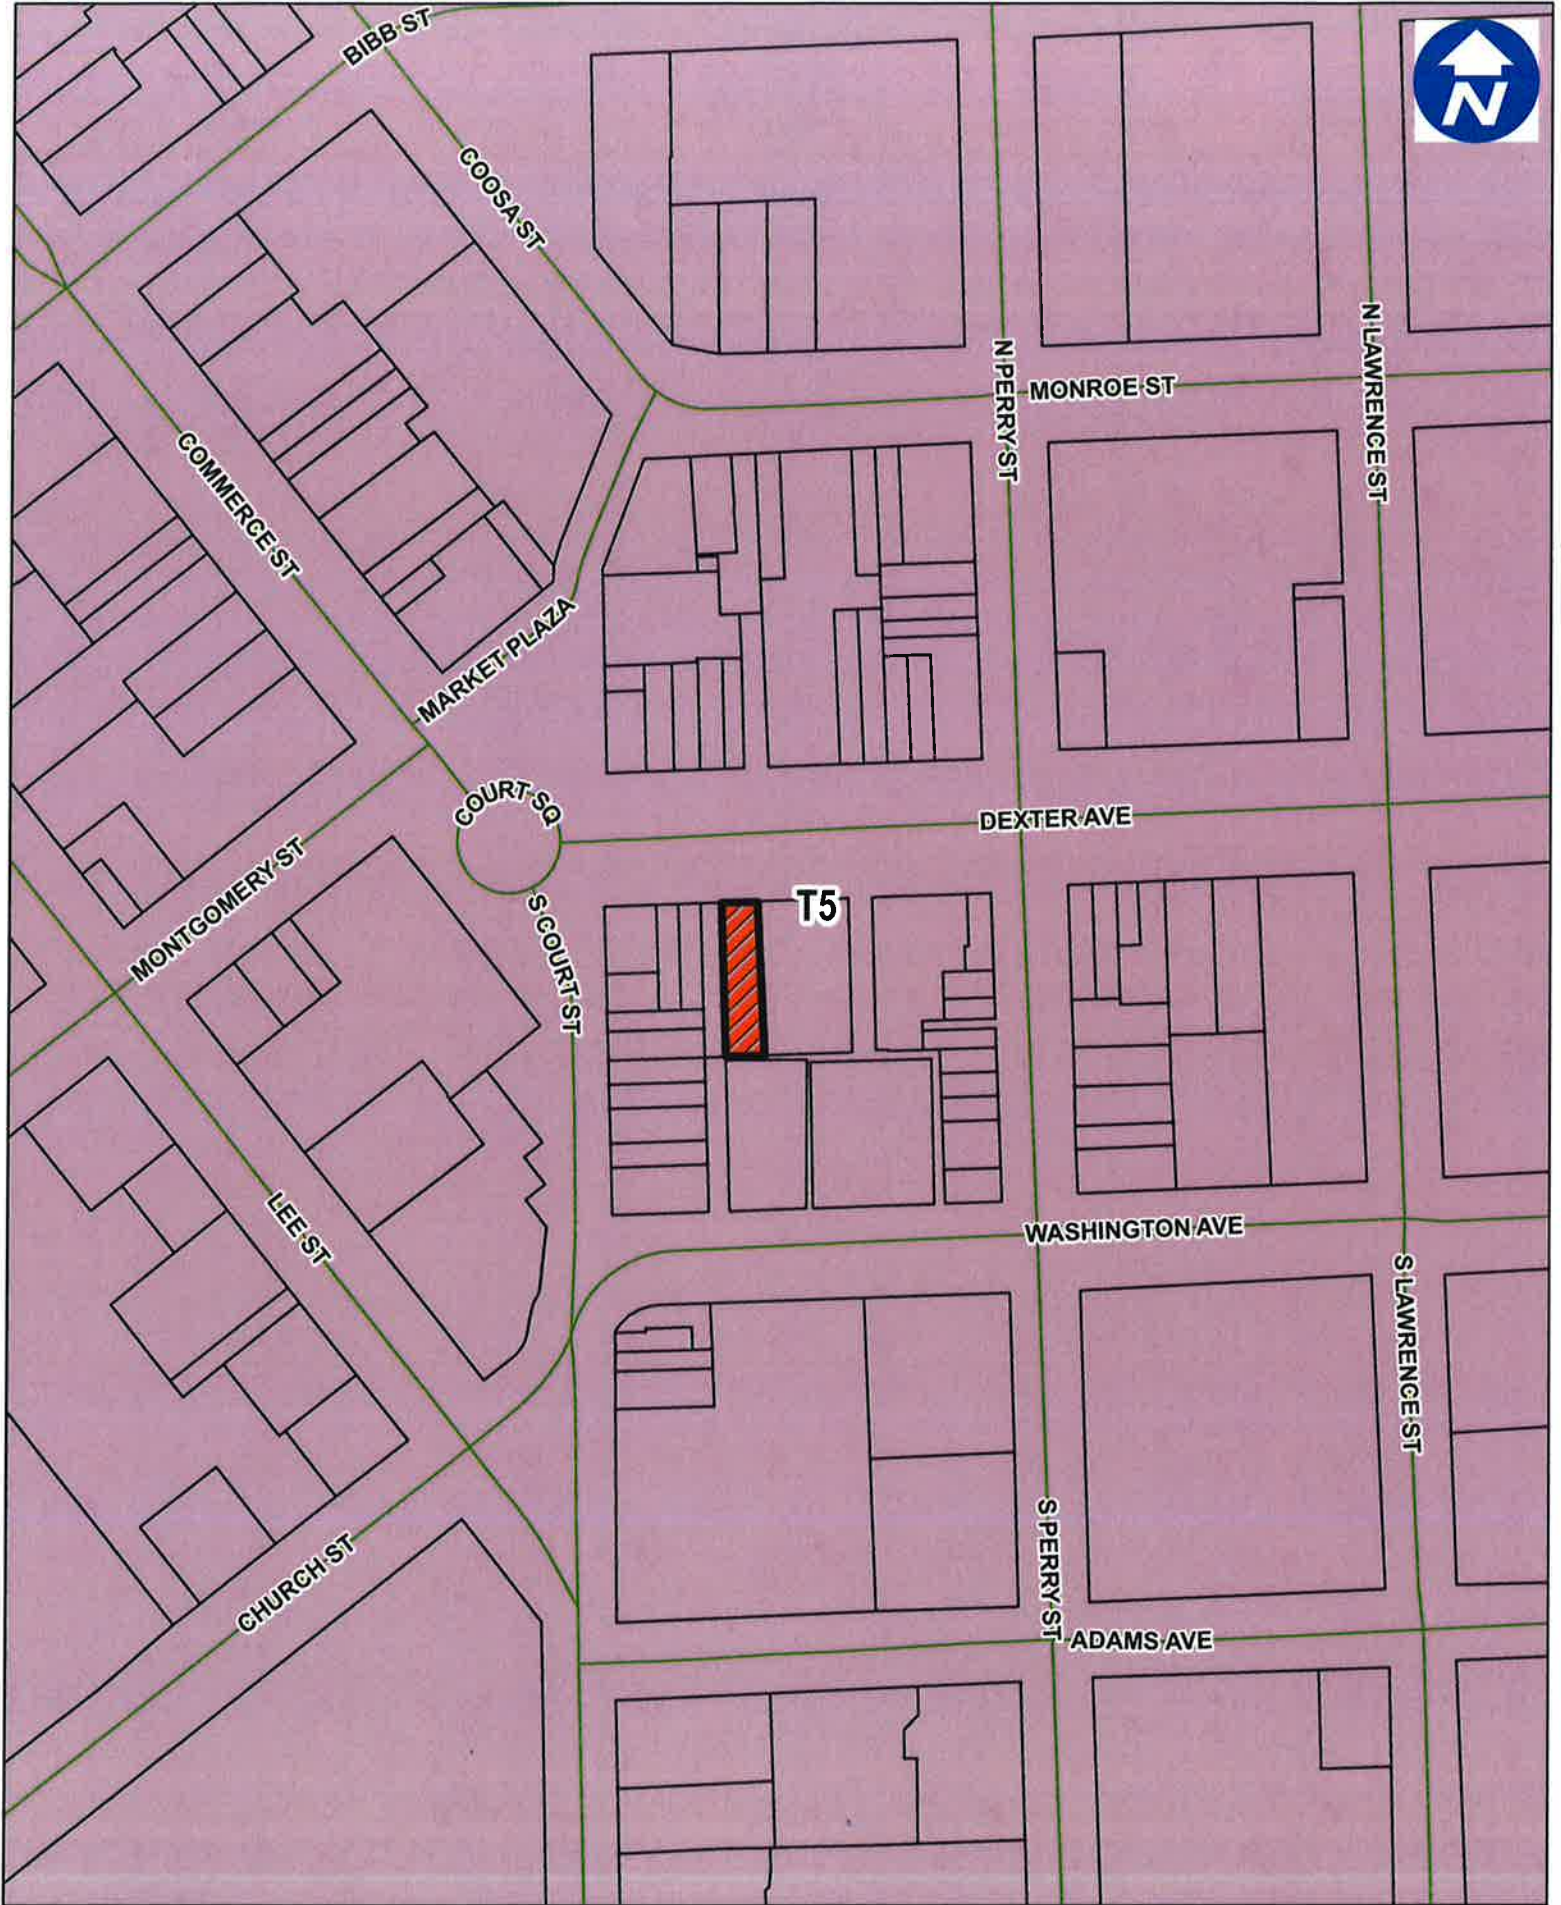 BIBB ST
N
COOSA ST
N LAWRENCE ST
N PERRY ST
MONROE ST
COMMERCE ST
MARKET PLAZA
COURT SQ
DEXTER AVE
MONTGOMERY ST
T5
S COURT ST
LEE ST
WASHINGTON AVE
S LAWRENCE ST
S PERRY ST
CHURCH ST
ADAMS AVE